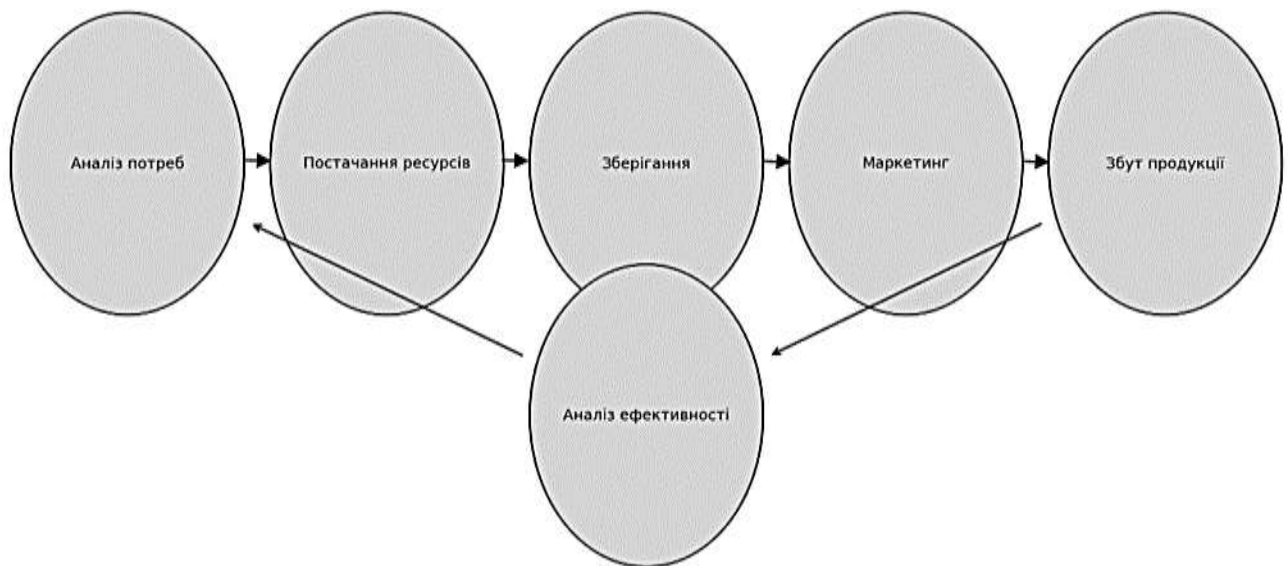 Аналіз потреб
Постачання ресурсів
Зберігання
Маркетинг
Збут продукції
Аналіз ефективності